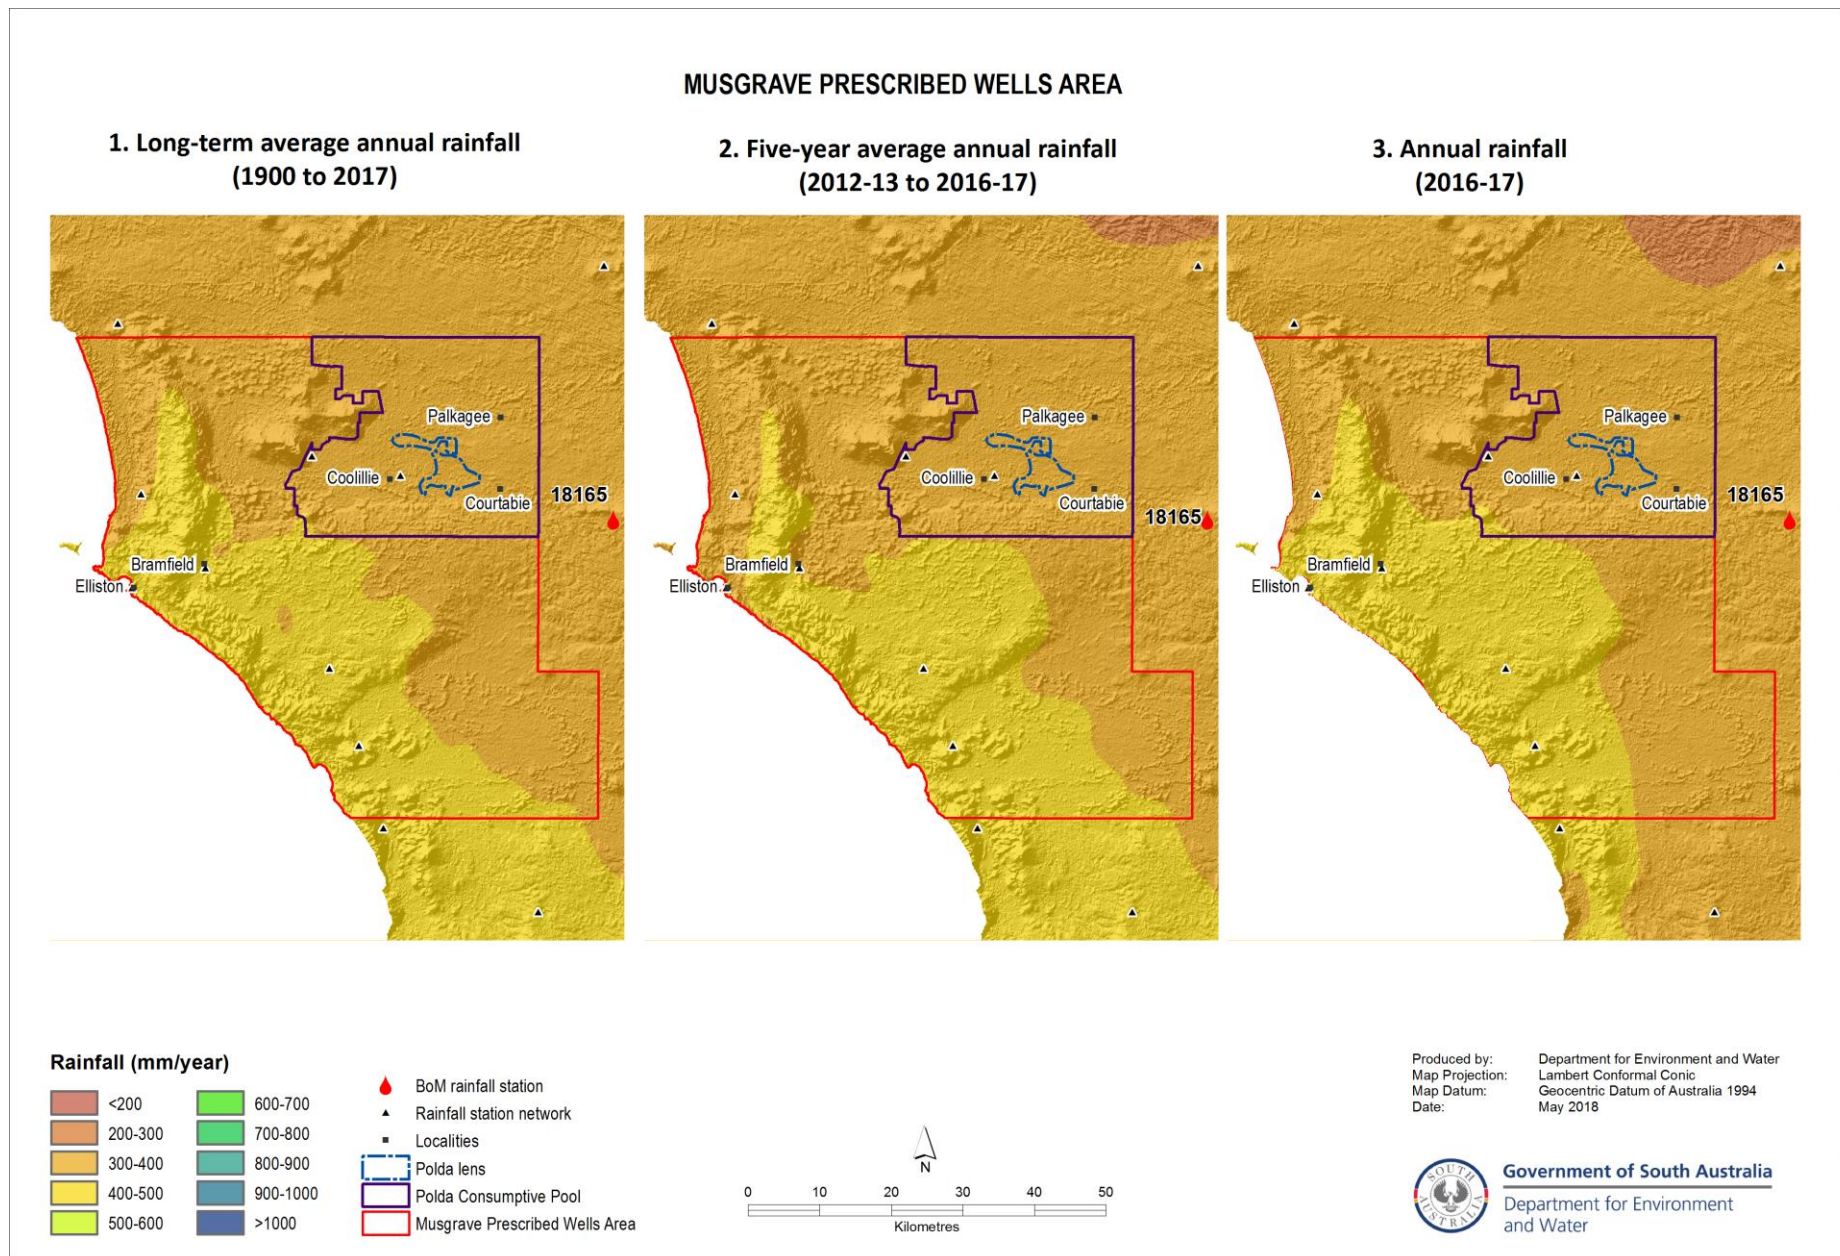 MUSGRAVE PRESCRIBED WELLS AREA
1. Long-term average annual rainfall
(1900 to 2017)
2. Five-year average annual rainfall
(2012-13 to 2016-17)
3. Annual rainfall
(2016-17)
Palkagee
Coolillie
Courtabie
18165
Bramfield
Elliston
Palkagee
Coolillie
Courtabie
18165
Bramfield
Elliston
Palkagee
Coolillie
Courtabie
18165
Bramfield
Elliston
Rainfall (mm/year)
<200
200-300
300-400
400-500
500-600
600-700
700-800
800-900
900-1000
>1000
BoM rainfall station
Rainfall station network
Localities
Polda lens
Polda Consumptive Pool
Musgrave Prescribed Wells Area
N
0 10 20 30 40 50
Kilometres
Produced by: Department for Environment and Water
Map Projection: Lambert Conformal Conic
Map Datum: Geocentric Datum of Australia 1994
Date: May 2018
SOUTH AUSTRALIA
Government of South Australia
Department for Environment
and Water